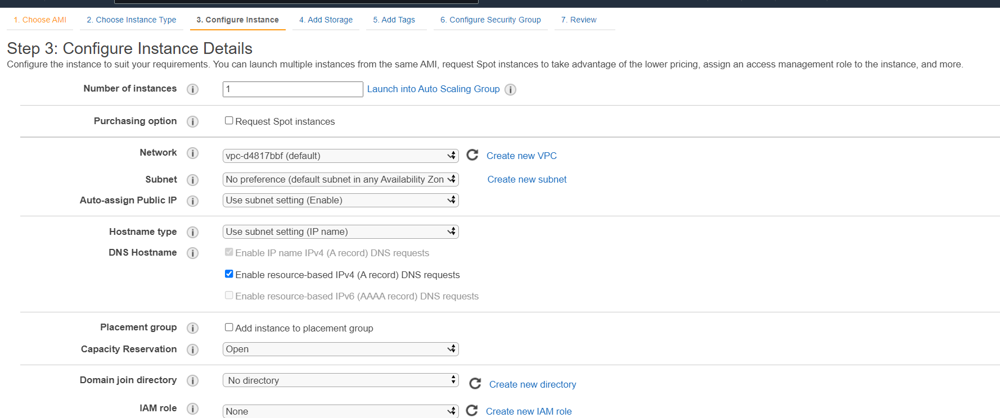 1. Choose AMI 2. Choose Instance Type 3. Configure Instance 4. Add Storage 5. Add Tags 6. Configure Security Group 7. Review
Step 3: Configure Instance Details
Configure the instance to suit your requirements. You can launch multiple instances from the same AMI, request Spot instances to take advantage of the lower pricing, assign an access management role to the instance, and more.
Number of instances i 1 Launch into Auto Scaling Group i
Purchasing option i Request Spot instances
Network i vpc-d4817bbf (default) Create new VPC
Subnet i No preference (default subnet in any Availability Zon Create new subnet
Auto-assign Public IP i Use subnet setting (Enable)
Hostname type i Use subnet setting (IP name)
DNS Hostname i Enable IP name IPv4 (A record) DNS requests
Enable resource-based IPv4 (A record) DNS requests
Enable resource-based IPv6 (AAAA record) DNS requests
Placement group i Add instance to placement group
Capacity Reservation i Open
Domain join directory i No directory Create new directory
IAM role i None Create new IAM role